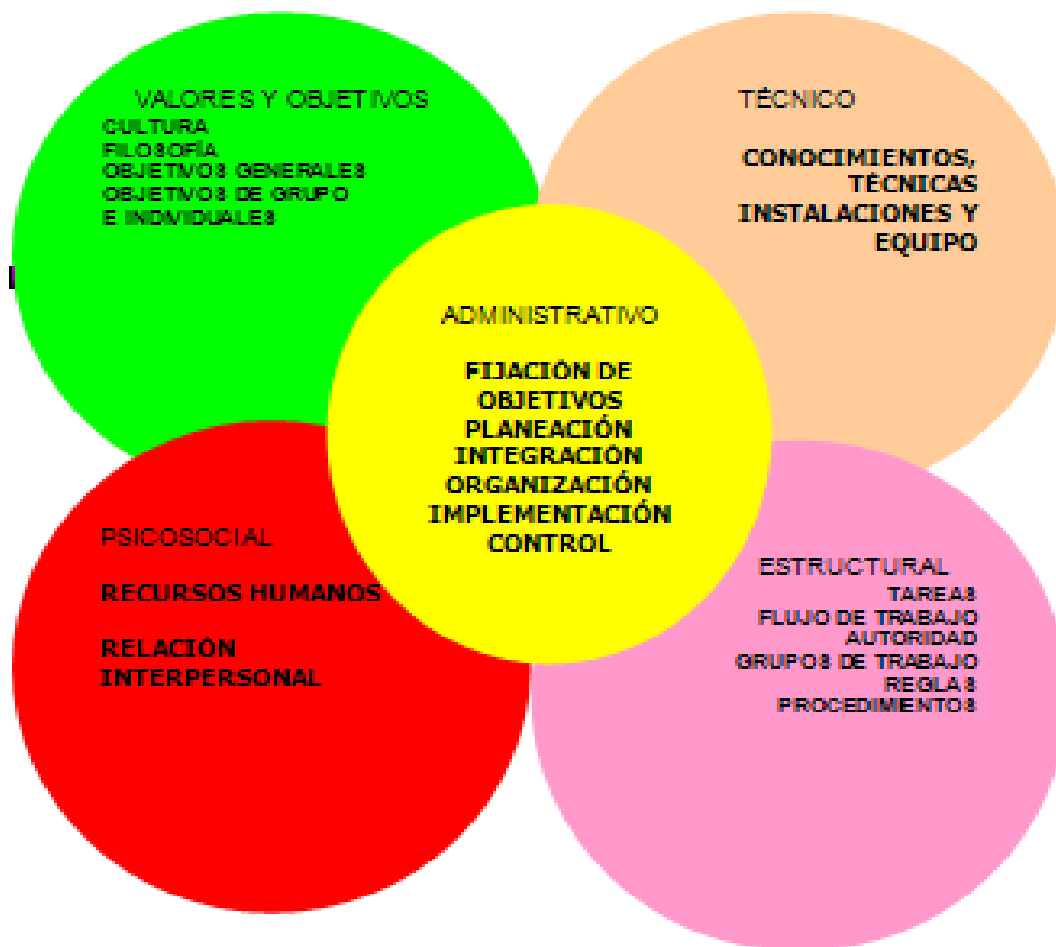 VALORES Y OBJETIVOS
CULTURA
FILOSOFÍA
OBJETIVOS GENERALES
OBJETIVOS DE GRUPO
E INDIVIDUALES
TÉCNICO
CONOCIMIENTOS,
TÉCNICAS
INSTALACIONES Y
EQUIPO
ADMINISTRATIVO
FIJACIÓN DE
OBJETIVOS
PLANEACIÓN
INTEGRACIÓN
ORGANIZACIÓN
IMPLEMENTACIÓN
CONTROL
PSICOSOCIAL
RECURSOS HUMANOS
RELACIÓN
INTERPERSONAL
ESTRUCTURAL
TAREAS
FLUJO DE TRABAJO
AUTORIDAD
GRUPOS DE TRABAJO
REGLAS
PROCEDIMIENTOS